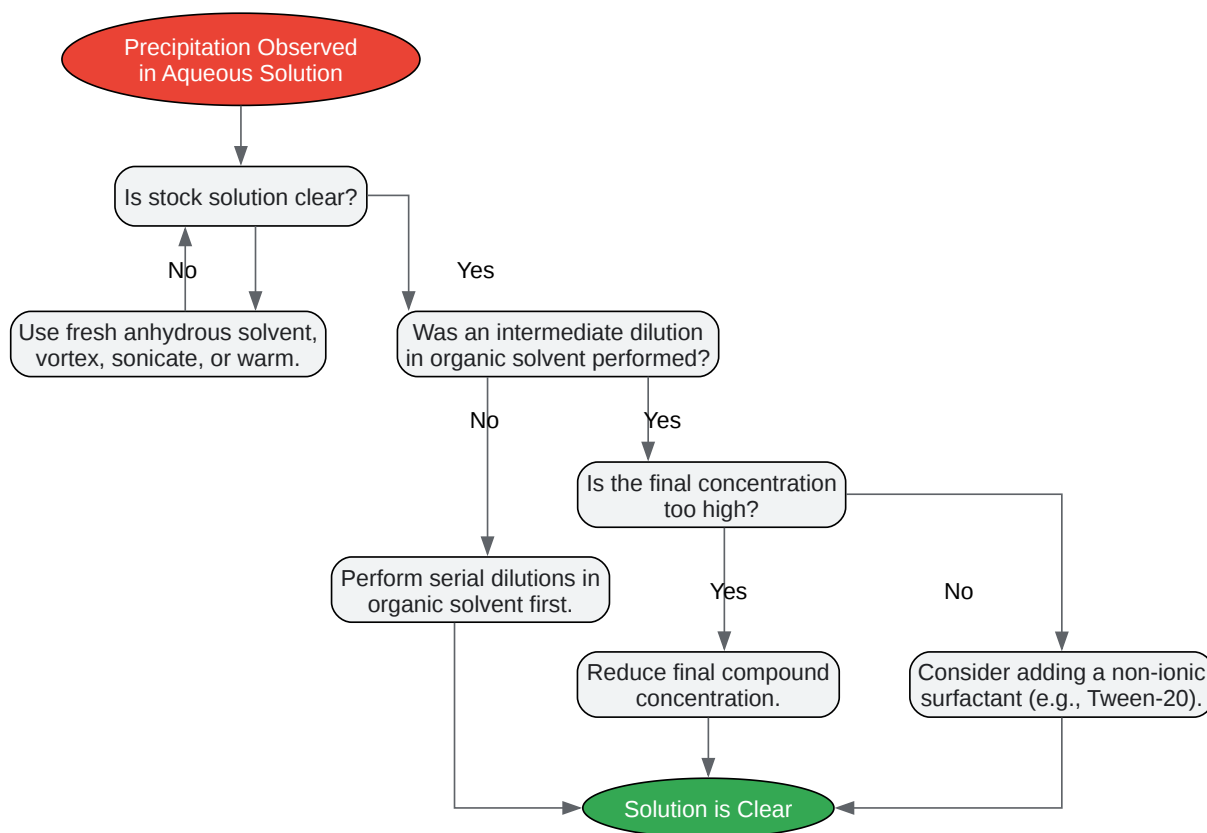 Precipitation Observed
in Aqueous Solution
Is stock solution clear?
No
Yes
Use fresh anhydrous solvent,
vortex, sonicate, or warm.
Was an intermediate dilution
in organic solvent performed?
No
Yes
Is the final concentration
too high?
Perform serial dilutions in
organic solvent first.
Yes
No
Reduce final compound
concentration.
Consider adding a non-ionic
surfactant (e.g., Tween-20).
Solution is Clear